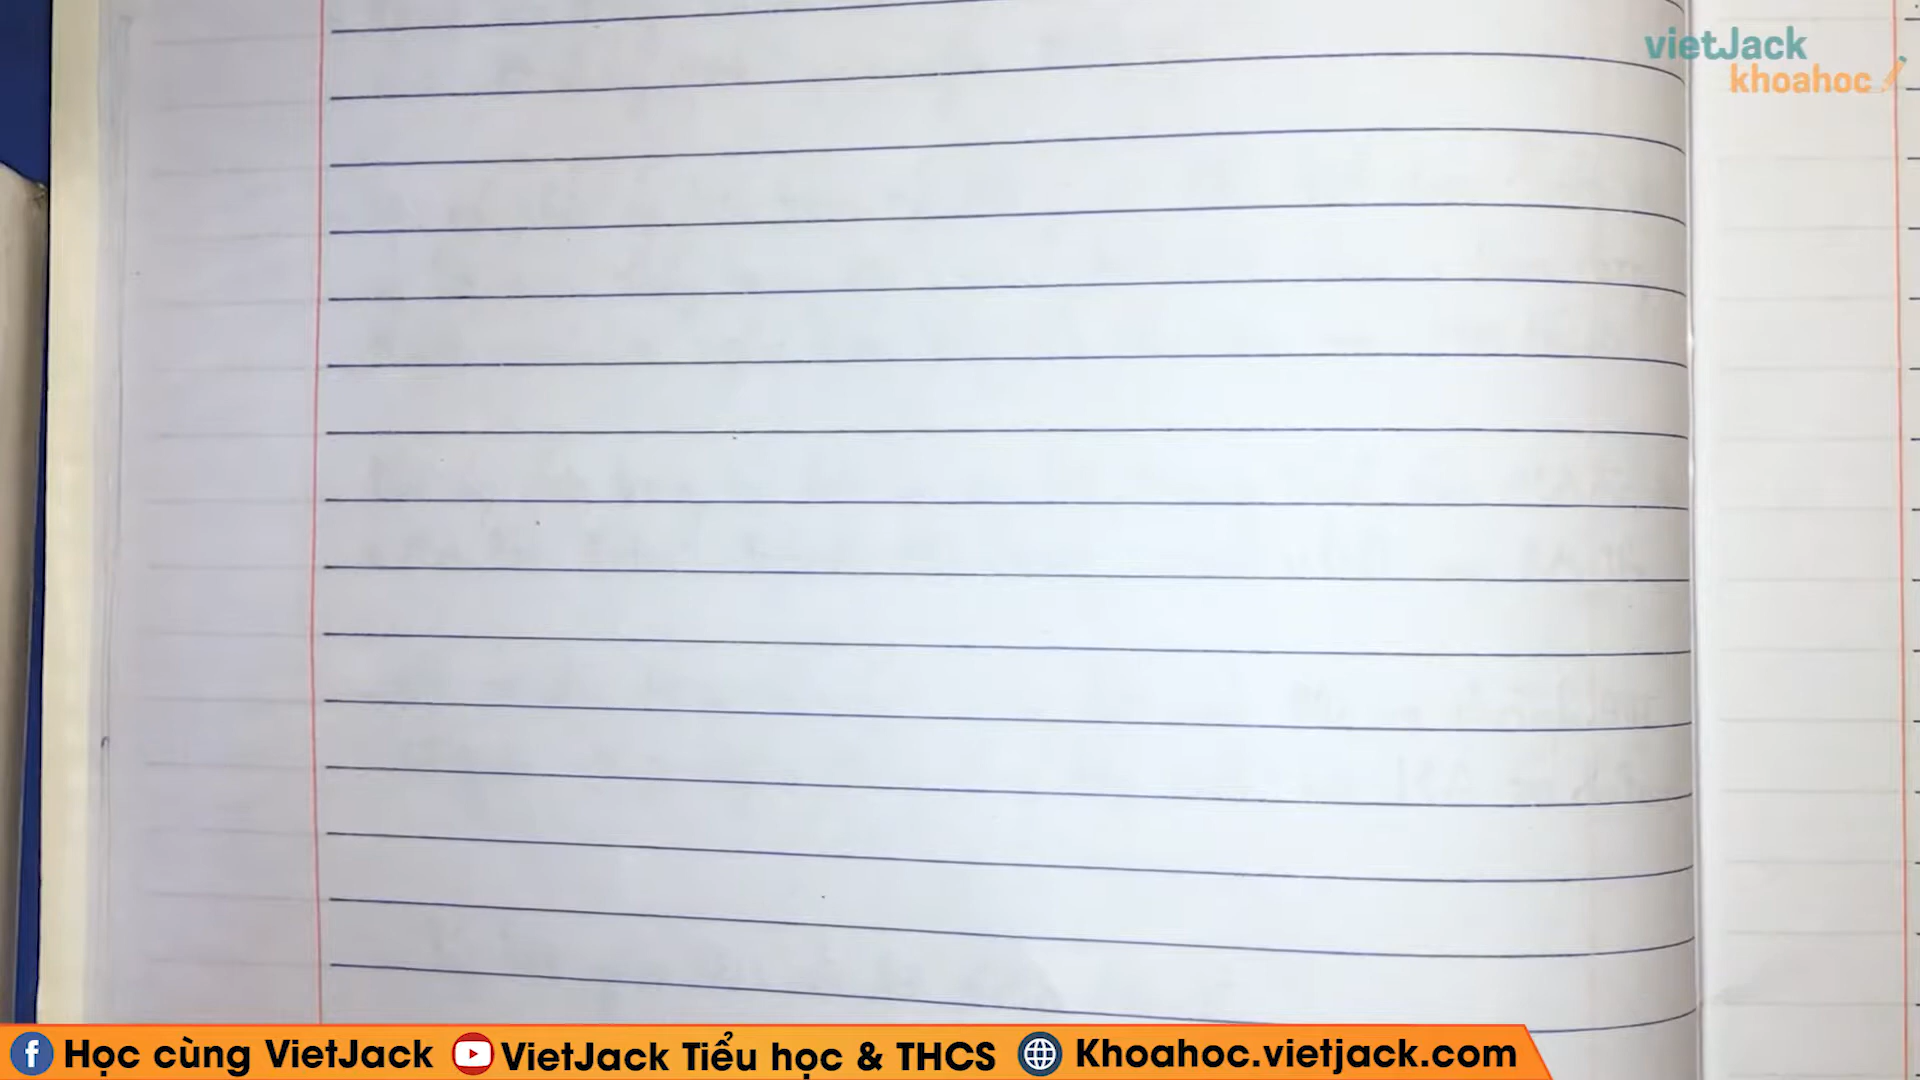 vietJack
khoahoc
Học cùng VietJack
VietJack Tiểu học & THCS
Khoahoc.vietjack.com